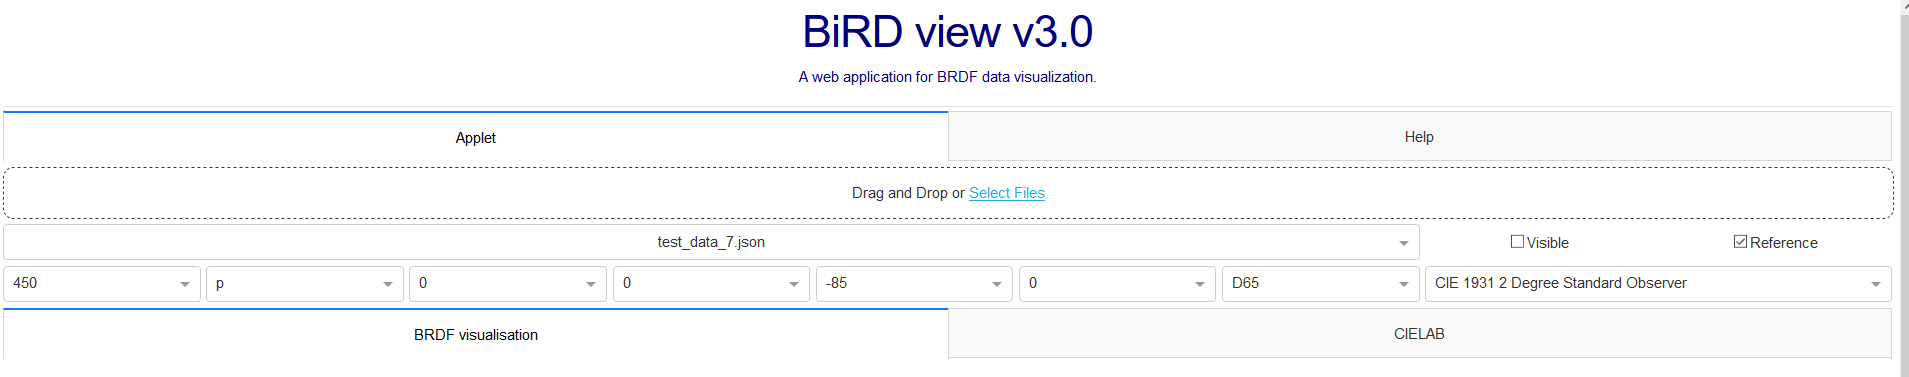 BiRD view v3.0
A web application for BRDF data visualization.
Applet Help
Drag and Drop or Select Files
test_data_7.json Visible Reference
450 p 0 0 -85 0 D65 CIE 1931 2 Degree Standard Observer
BRDF visualisation CIELAB